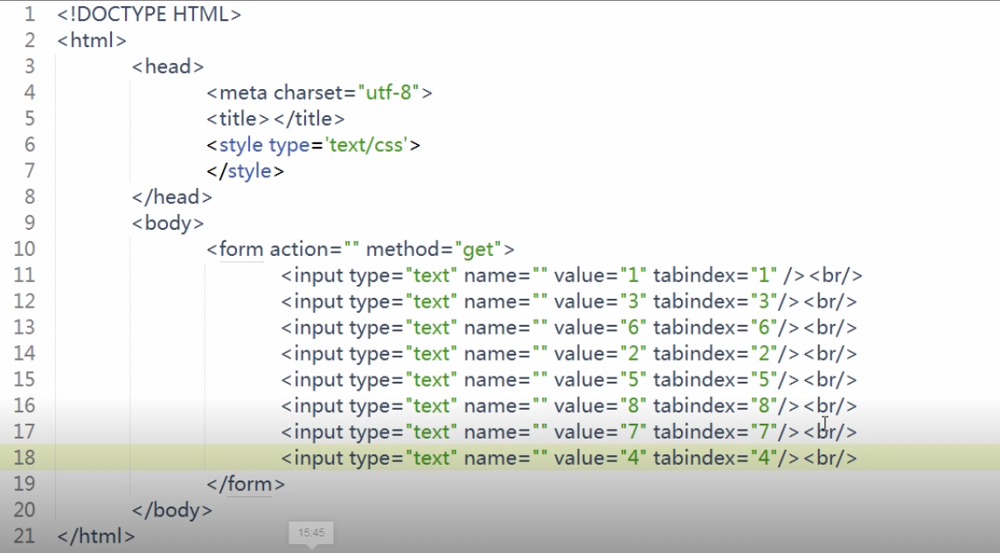 1 <!DOCTYPE HTML>
2 <html>
3 <head>
4 <meta charset="utf-8">
5 <title></title>
6 <style type='text/css'>
7 </style>
8 </head>
9 <body>
10 <form action="" method="get">
11 <input type="text" name="" value="1" tabindex="1" /><br/>
12 <input type="text" name="" value="3" tabindex="3"/><br/>
13 <input type="text" name="" value="6" tabindex="6"/><br/>
14 <input type="text" name="" value="2" tabindex="2"/><br/>
15 <input type="text" name="" value="5" tabindex="5"/><br/>
16 <input type="text" name="" value="8" tabindex="8"/><br/>
17 <input type="text" name="" value="7" tabindex="7"/><br/>
18 <input type="text" name="" value="4" tabindex="4"/><br/>
19 </form>
20 </body>
21 </html>
15:45